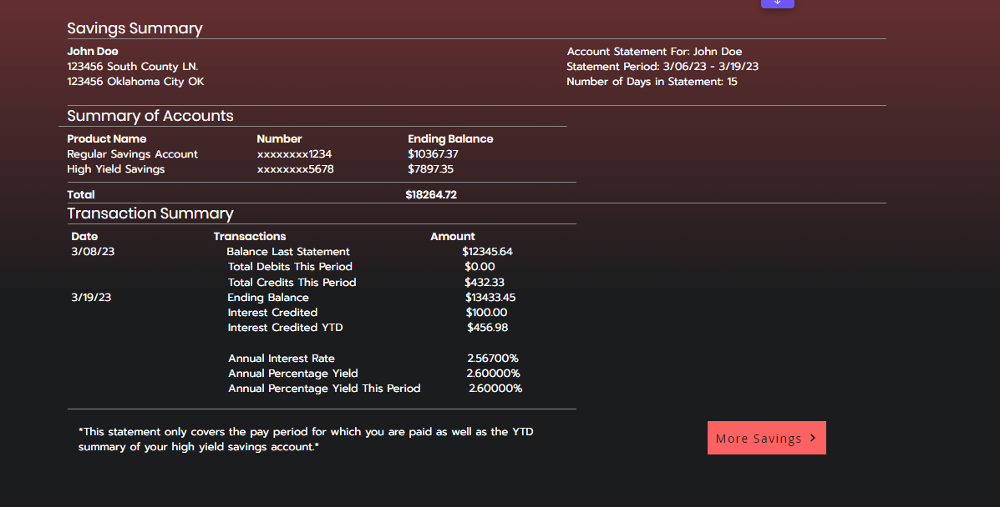 Savings Summary
John Doe
123456 South County LN.
123456 Oklahoma City OK
Account Statement For: John Doe
Statement Period: 3/06/23 - 3/19/23
Number of Days in Statement: 15
Summary of Accounts
Product Name Number Ending Balance
Regular Savings Account xxxxxxxx1234 $10367.37
High Yield Savings xxxxxxxx5678 $7897.35
Total $18264.72
Transaction Summary
Date Transactions Amount
3/08/23 Balance Last Statement $12345.64
Total Debits This Period $0.00
Total Credits This Period $432.33
3/19/23 Ending Balance $13433.45
Interest Credited $100.00
Interest Credited YTD $456.98
Annual Interest Rate 2.56700%
Annual Percentage Yield 2.60000%
Annual Percentage Yield This Period 2.60000%
*This statement only covers the pay period for which you are paid as well as the YTD
summary of your high yield savings account.*
More Savings >